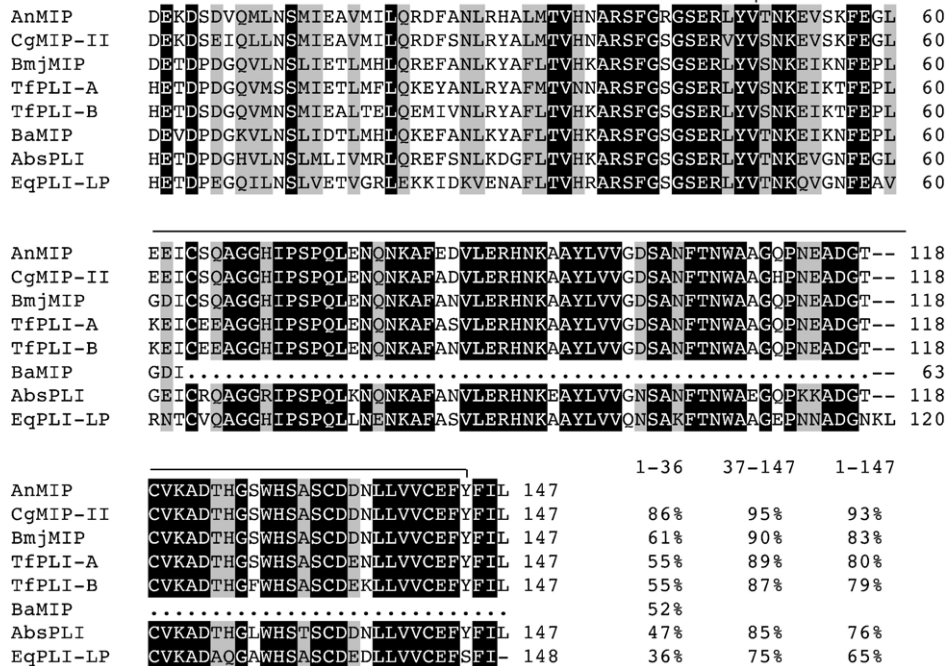 AnMIP DEKDSDVQMLNSMIEAVMILQRDFANLRHALMTVHNARSFGRGSERLYVTNKEVSKFEGL 60
CgMIP-II DEKDSEIQLLNSMIEAVMILQRDFSNLRYALMTVHNARSFGSGSERVYVSNKEVSKFEGL 60
BmjMIP DETDPDGQVLNSLIETLMHLQREFANLKYAFLTVHKARSFGSGSERLYVTNKEIKNFEPL 60
TfPLI-A HETDPDGQVMSSMIETLMFLQKEYANLRYAFMTVNNARSFGSGSERLYVTNKEIKTFEPL 60
TfPLI-B HETDSDGQVMNSMIEALTELQEMIVNLRYAFLTVHKARSFGSGSERLYVSNKEIKTFEPL 60
BaMIP DEVDPDGKVLNSLIDTLMHLQKEFANLKYAFLTVHKARSFGSGSERLYVTNKEIKNFEPL 60
AbsPLI HETDPDGHVLNSLMLIVMRLQREFSNLKDGFLTVHNARSFGSGSERLYVTNKEVGNFEGL 60
EqPLI-LP HETDPEGQILNSLVETVGRLEKKIDKVENAFLTVHNARSFGSGSERLYVTNKQVGNFEAV 60
AnMIP EEICSQAGGHIPSPQLENQNKAFEDVLERHNKAAYLVVGDSANFTNWAAGQPNEADGT-- 118
CgMIP-II EEICSQAGGHIPSPQLENQNKAFADVLERHNKAAYLVVGDSANFTNWAAGHPNEADGT-- 118
BmjMIP GDICSQAGGHIPSPQLENQNKAFANVLERHNKAAYLVVGDSANFTNWAAGQPNEADGT-- 118
TfPLI-A KEICEEAGGHIPSPQLENQNKAFASVLERHNKAAYLVVGDSANFTNWAAGQPNEADGT-- 118
TfPLI-B KEICEEAGGHIPSPQLENQNKAFANVLERHNKAAYLVVGDSANFTNWAAGQPNEADGT-- 118
BaMIP GDI.......................................................-- 63
AbsPLI GEICRQAGGRIPSPQLKNQNKAFANVLERHNKEAYLVVGNSANFTNWAEGQPKKADGT-- 118
EqPLI-LP RNTCVQAGGRIPSPQLLNENKAFANVLERHNKAAYLVVQNSAKFTNWAAGEPNNADGNKL 120
1-36 37-147 1-147
AnMIP CVKADTHGSWHSASCDDNLLVVCEFYFIL 147
CgMIP-II CVKADTHGSWHSASCDDNLLVVCEFYFIL 147 86% 95% 93%
BmjMIP CVKADTHGSWHSASCDDNLLVVCEFYFIL 147 61% 90% 83%
TfPLI-A CVKADTHGSWHSASCDENLLVVCEFYFIL 147 55% 89% 80%
TfPLI-B CVKADTHGFWHSASCDEKLLVVCEFYFIL 147 55% 87% 79%
BaMIP ............................. 52%
AbsPLI CVKADTHGLWHSTSCDDNLLVVCEFYFIL 147 47% 85% 76%
EqPLI-LP CVKADAQGAWHSASCDEDLLVVCEFSFI- 148 36% 75% 65%